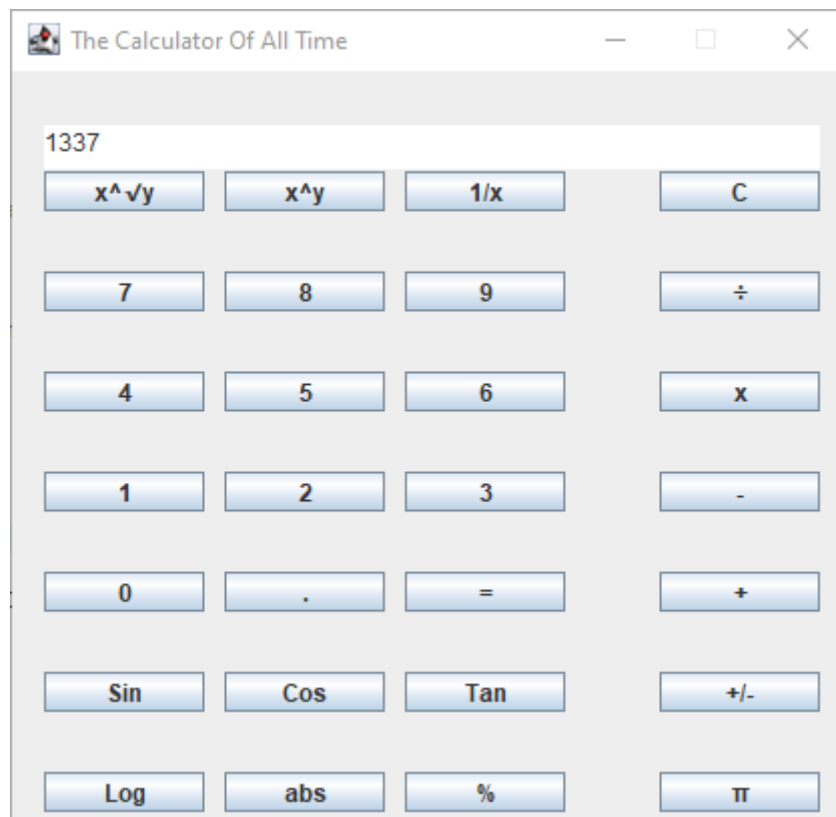 The Calculator Of All Time
1337
x^√y x^y 1/x C
7 8 9 ÷
4 5 6 x
1 2 3 -
0 . = +
Sin Cos Tan +/-
Log abs % π